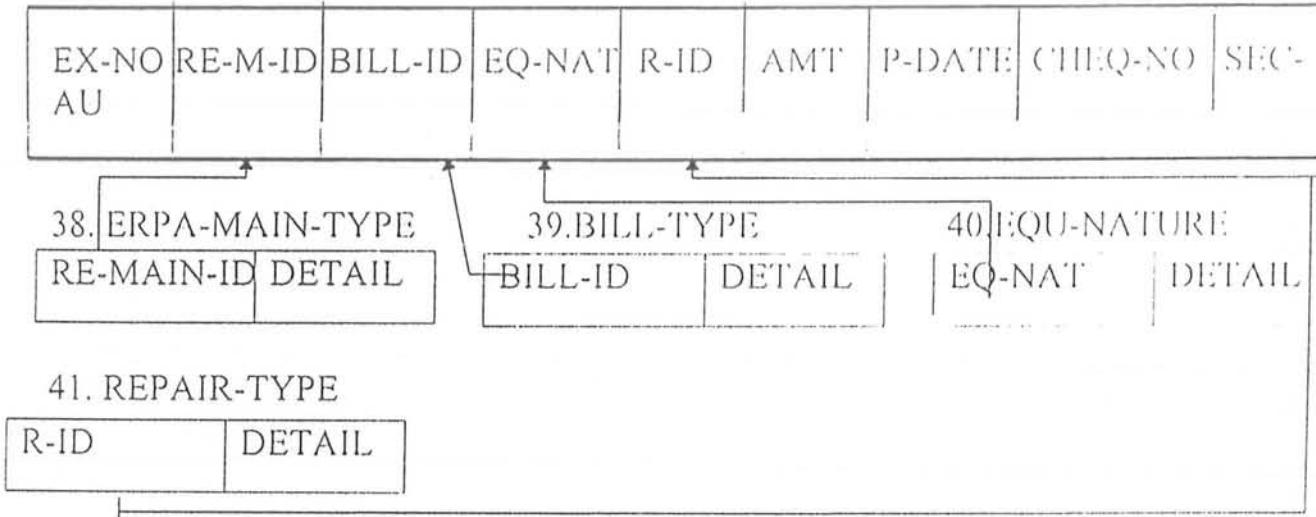 EX-NO RE-M-ID BILL-ID EQ-NAT R-ID AMT P-DATE CHEQ-NO SEC-
AU
38. ERPA-MAIN-TYPE 39.BILL-TYPE 40.EQU-NATURE
RE-MAIN-ID DETAIL BILL-ID DETAIL EQ-NAT DETAIL
41. REPAIR-TYPE
R-ID DETAIL